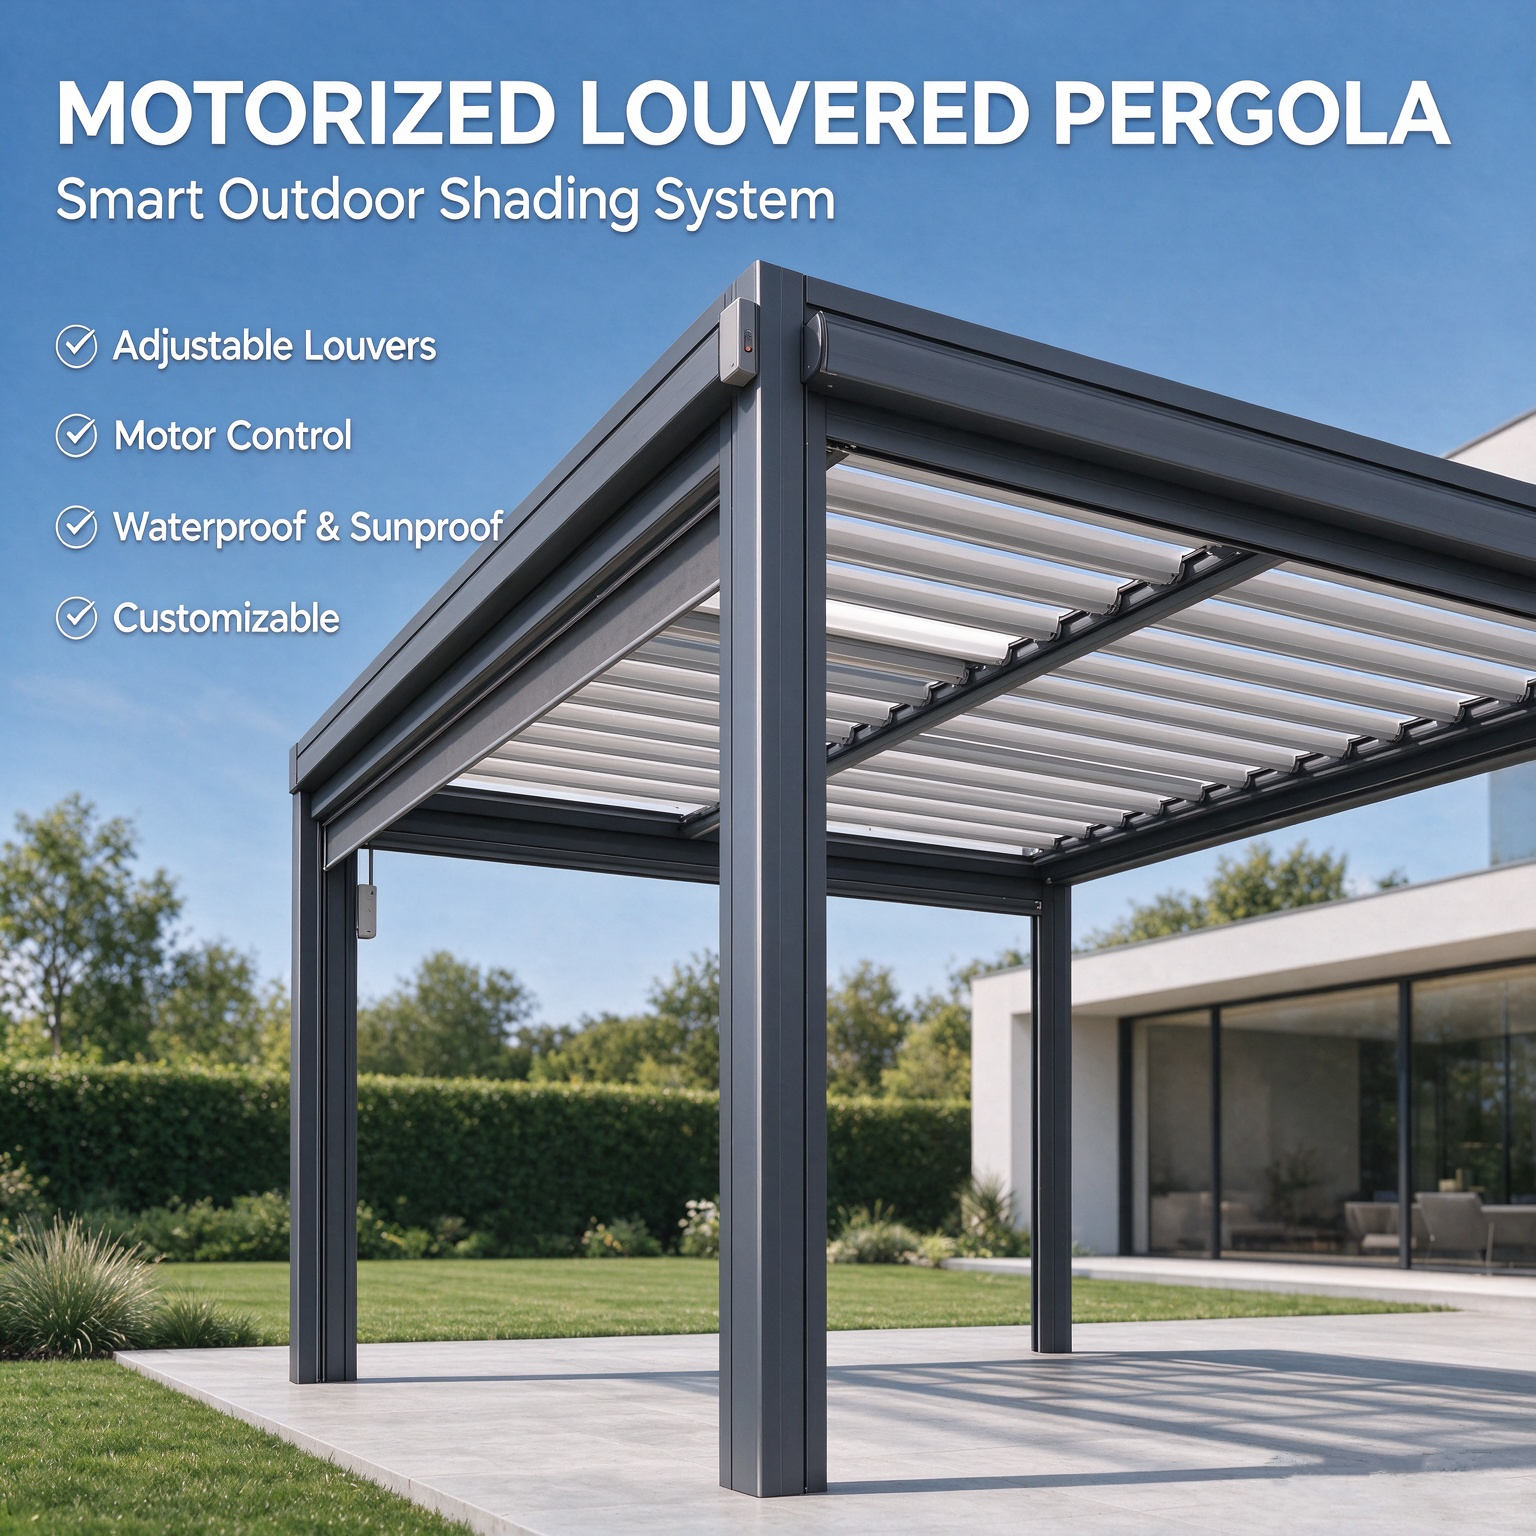 MOTORIZED LOUVERED PERGOLA
Smart Outdoor Shading System
Adjustable Louvers
Motor Control
Waterproof & Sunproof
Customizable